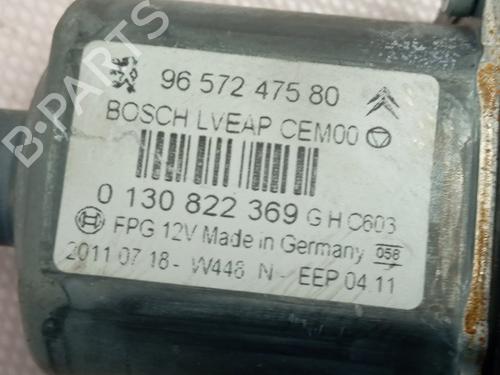 96 572 475 80
BOSCH LVEAP CEM00
0 130 822 369 G H C603
FPG 12V Made in Germany 058
2011 07 18- W448 N - EEP 04.11
B-PARTS